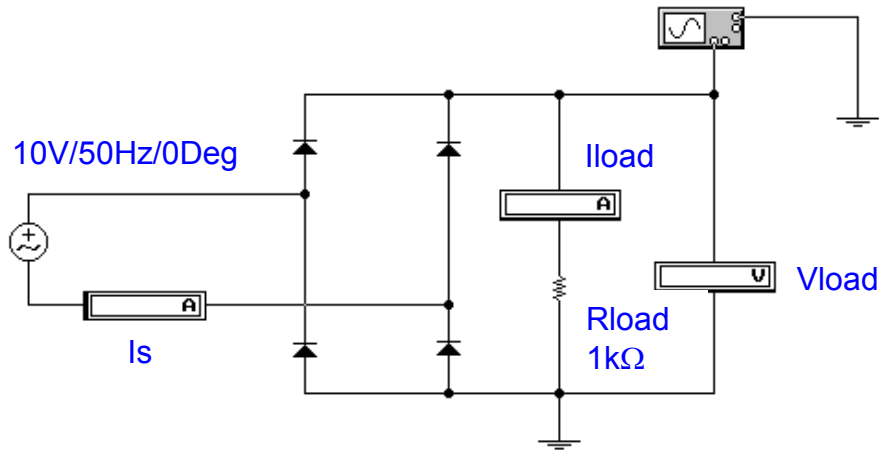 10V/50Hz/0Deg
Iload
A
V
Vload
A
Is
Rload
1kΩ